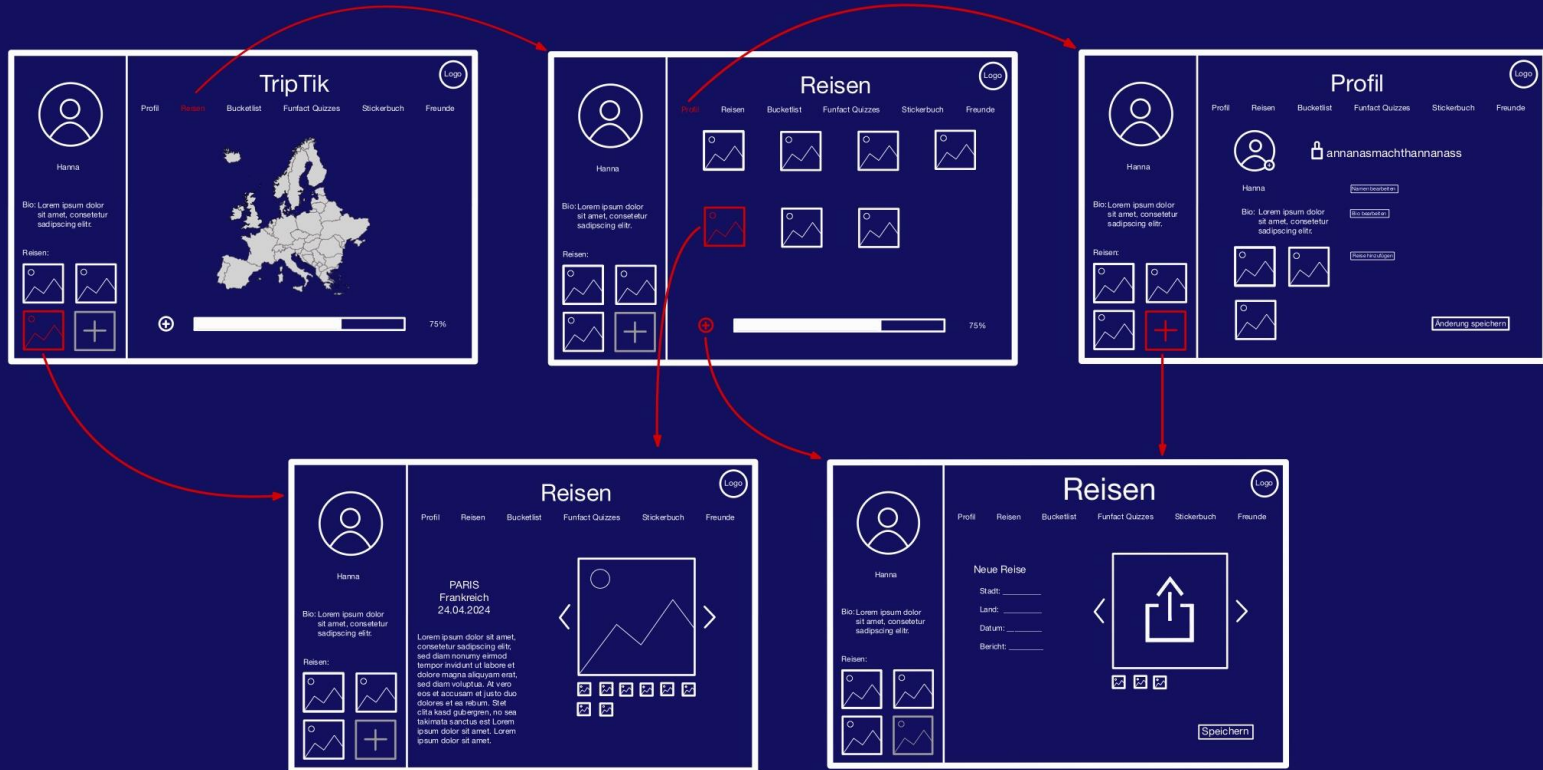 TripTik
Logo
Profil Reisen Bucketlist Funfact Quizzes Stickerbuch Freunde
Hanna
Bio: Lorem ipsum dolor
sit amet, consetetur
sadipscing elitr.
Reisen:
75%
Reisen
Logo
Profil Reisen Bucketlist Funfact Quizzes Stickerbuch Freunde
Hanna
Bio: Lorem ipsum dolor
sit amet, consetetur
sadipscing elitr.
Reisen:
75%
Profil
Logo
Profil Reisen Bucketlist Funfact Quizzes Stickerbuch Freunde
Hanna
Bio: Lorem ipsum dolor
sit amet, consetetur
sadipscing elitr.
Reisen:
annanasmachthannanass
Hanna
Namen bearbeiten
Bio: Lorem ipsum dolor
sit amet, consetetur
sadipscing elitr.
Bio bearbeiten
Reise hinzufügen
Änderung speichern
Reisen
Logo
Profil Reisen Bucketlist Funfact Quizzes Stickerbuch Freunde
Hanna
Bio: Lorem ipsum dolor
sit amet, consetetur
sadipscing elitr.
Reisen:
PARIS
Frankreich
24.04.2024
Lorem ipsum dolor sit amet,
consetetur sadipscing elitr,
sed diam nonumy eirmod
tempor invidunt ut labore et
dolore magna aliquyam erat,
sed diam voluptua. At vero
eos et accusam et justo duo
dolores et ea rebum. Stet
clita kasd gubergren, no sea
takimata sanctus est Lorem
ipsum dolor sit amet. Lorem
ipsum dolor sit amet.
Reisen
Logo
Profil Reisen Bucketlist Funfact Quizzes Stickerbuch Freunde
Hanna
Bio: Lorem ipsum dolor
sit amet, consetetur
sadipscing elitr.
Reisen:
Neue Reise
Stadt: ________
Land: ________
Datum: ________
Bericht: ________
Speichern